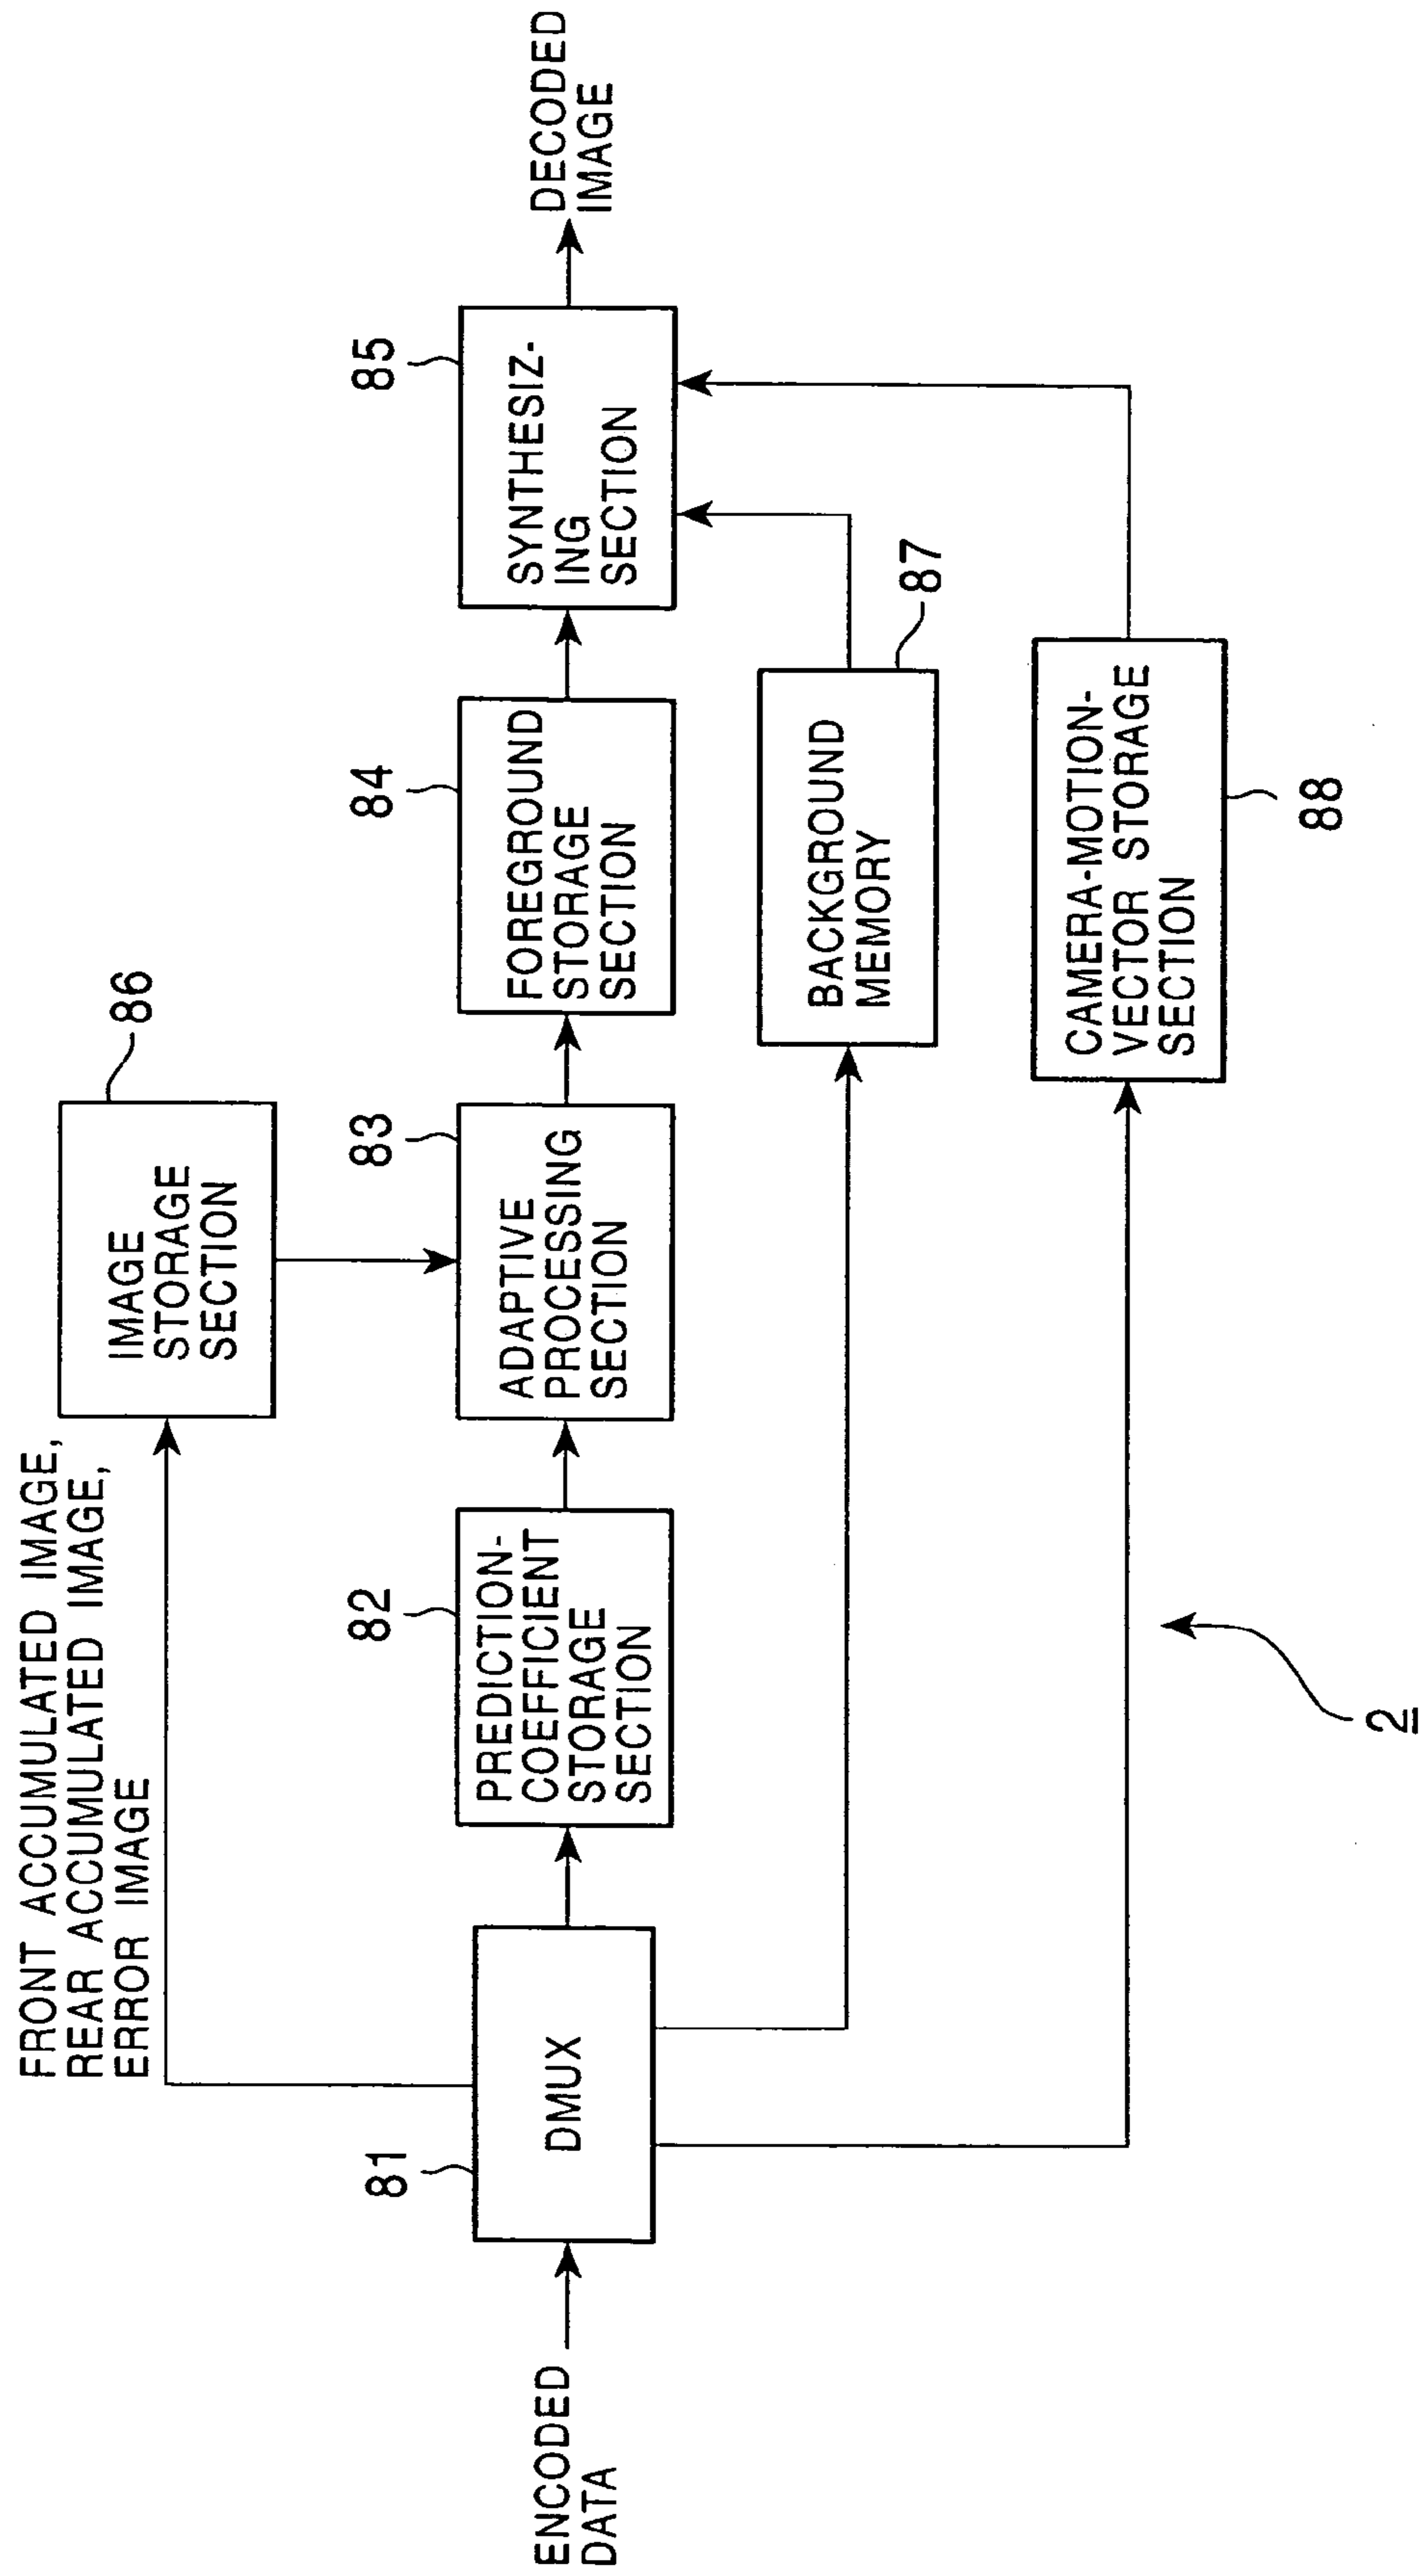 FRONT ACCUMULATED IMAGE,
REAR ACCUMULATED IMAGE,
ERROR IMAGE
86
IMAGE
STORAGE
SECTION
81
82
83
84
85
ENCODED
DATA
DMUX
PREDICTION-
COEFFICIENT
STORAGE
SECTION
ADAPTIVE
PROCESSING
SECTION
FOREGROUND
STORAGE
SECTION
SYNTHESIZ-
ING
SECTION
DECODED
IMAGE
BACKGROUND
MEMORY
87
CAMERA-MOTION-
VECTOR STORAGE
SECTION
88
2